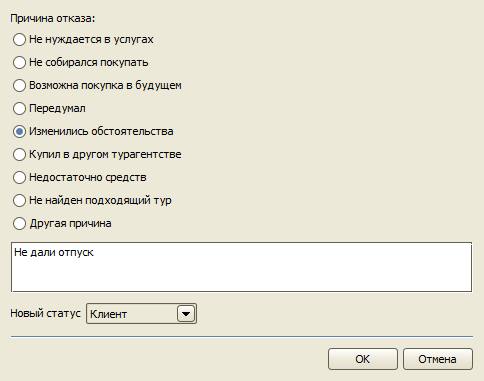 Причина отказа:
Не нуждается в услугах
Не собирался покупать
Возможна покупка в будущем
Передумал
Изменились обстоятельства
Купил в другом турагентстве
Недостаточно средств
Не найден подходящий тур
Другая причина
Не дали отпуск
Новый статус Клиент
OK Отмена